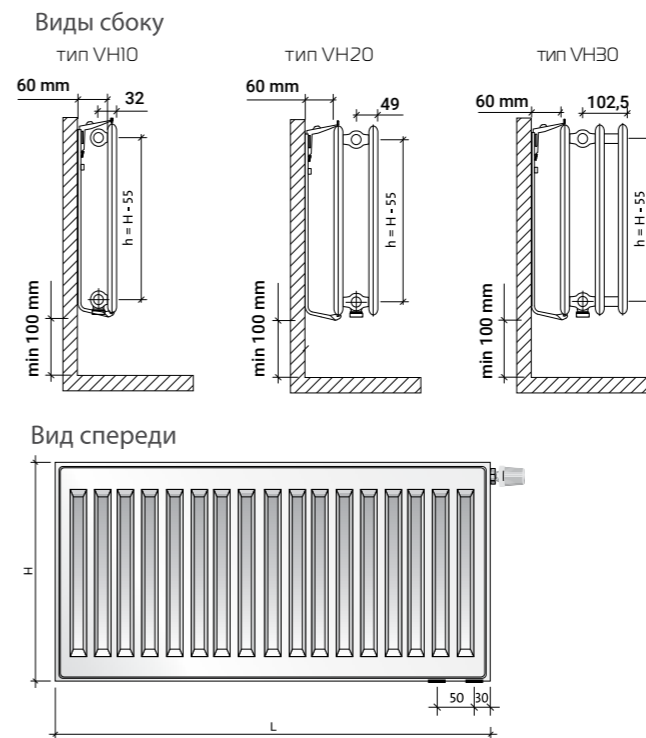 Виды сбоку
тип VH10
тип VH20
тип VH30
60 mm
32
60 mm
49
60 mm
102,5
h = H - 55
h = H - 55
h = H - 55
min 100 mm
min 100 mm
min 100 mm
Вид спереди
H
50
30
L